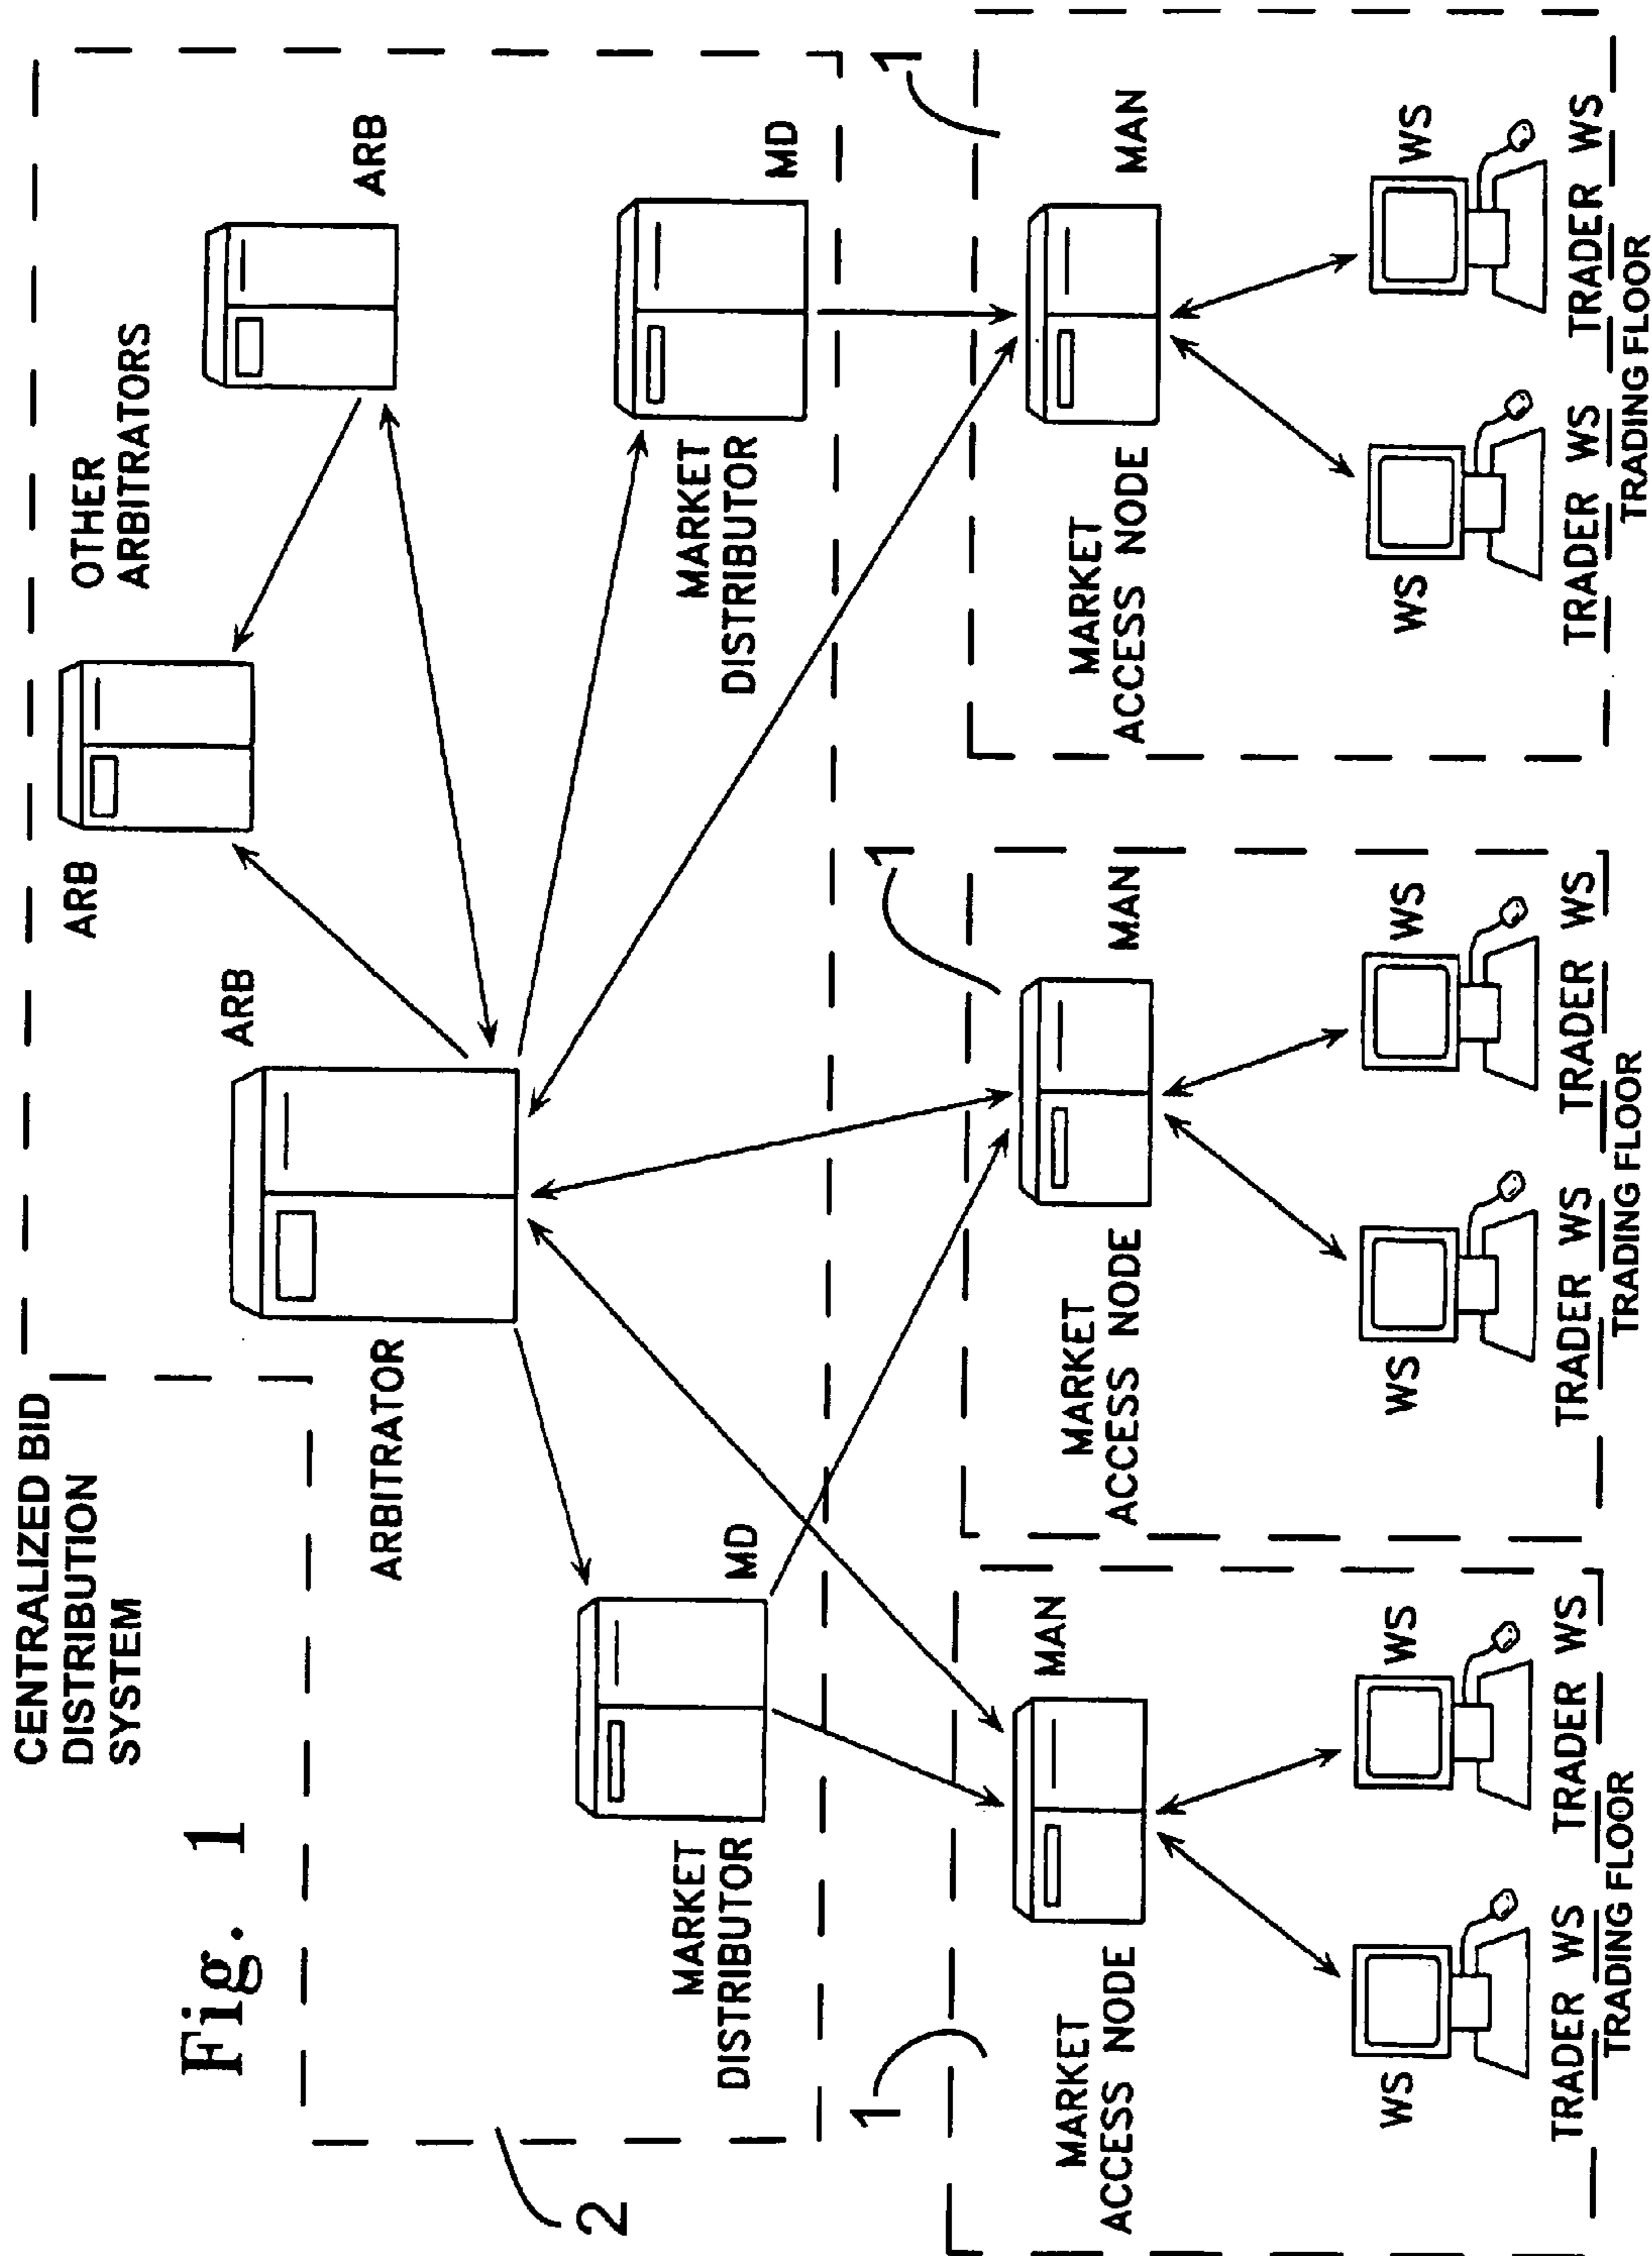 Fig. 1
CENTRALIZED BID
DISTRIBUTION
SYSTEM
2
ARBITRATOR
ARB
ARB
OTHER
ARBITRATORS
ARB
MARKET
DISTRIBUTOR
MD
MARKET
DISTRIBUTOR
MD
1
MARKET
ACCESS NODE
MAN
1
MARKET
ACCESS NODE
MAN
1
MARKET
ACCESS NODE
MAN
WS
WS
TRADER WS TRADER WS
TRADING FLOOR
WS
WS
TRADER WS TRADER WS
TRADING FLOOR
WS
WS
TRADER WS TRADER WS
TRADING FLOOR